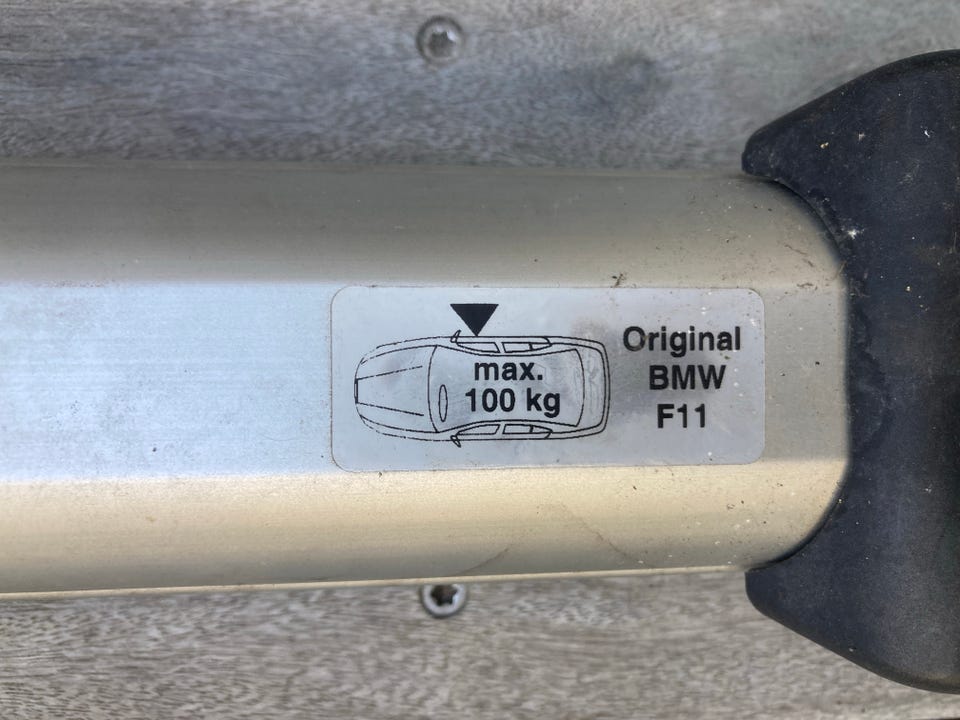 max.
100 kg
Original
BMW
F11